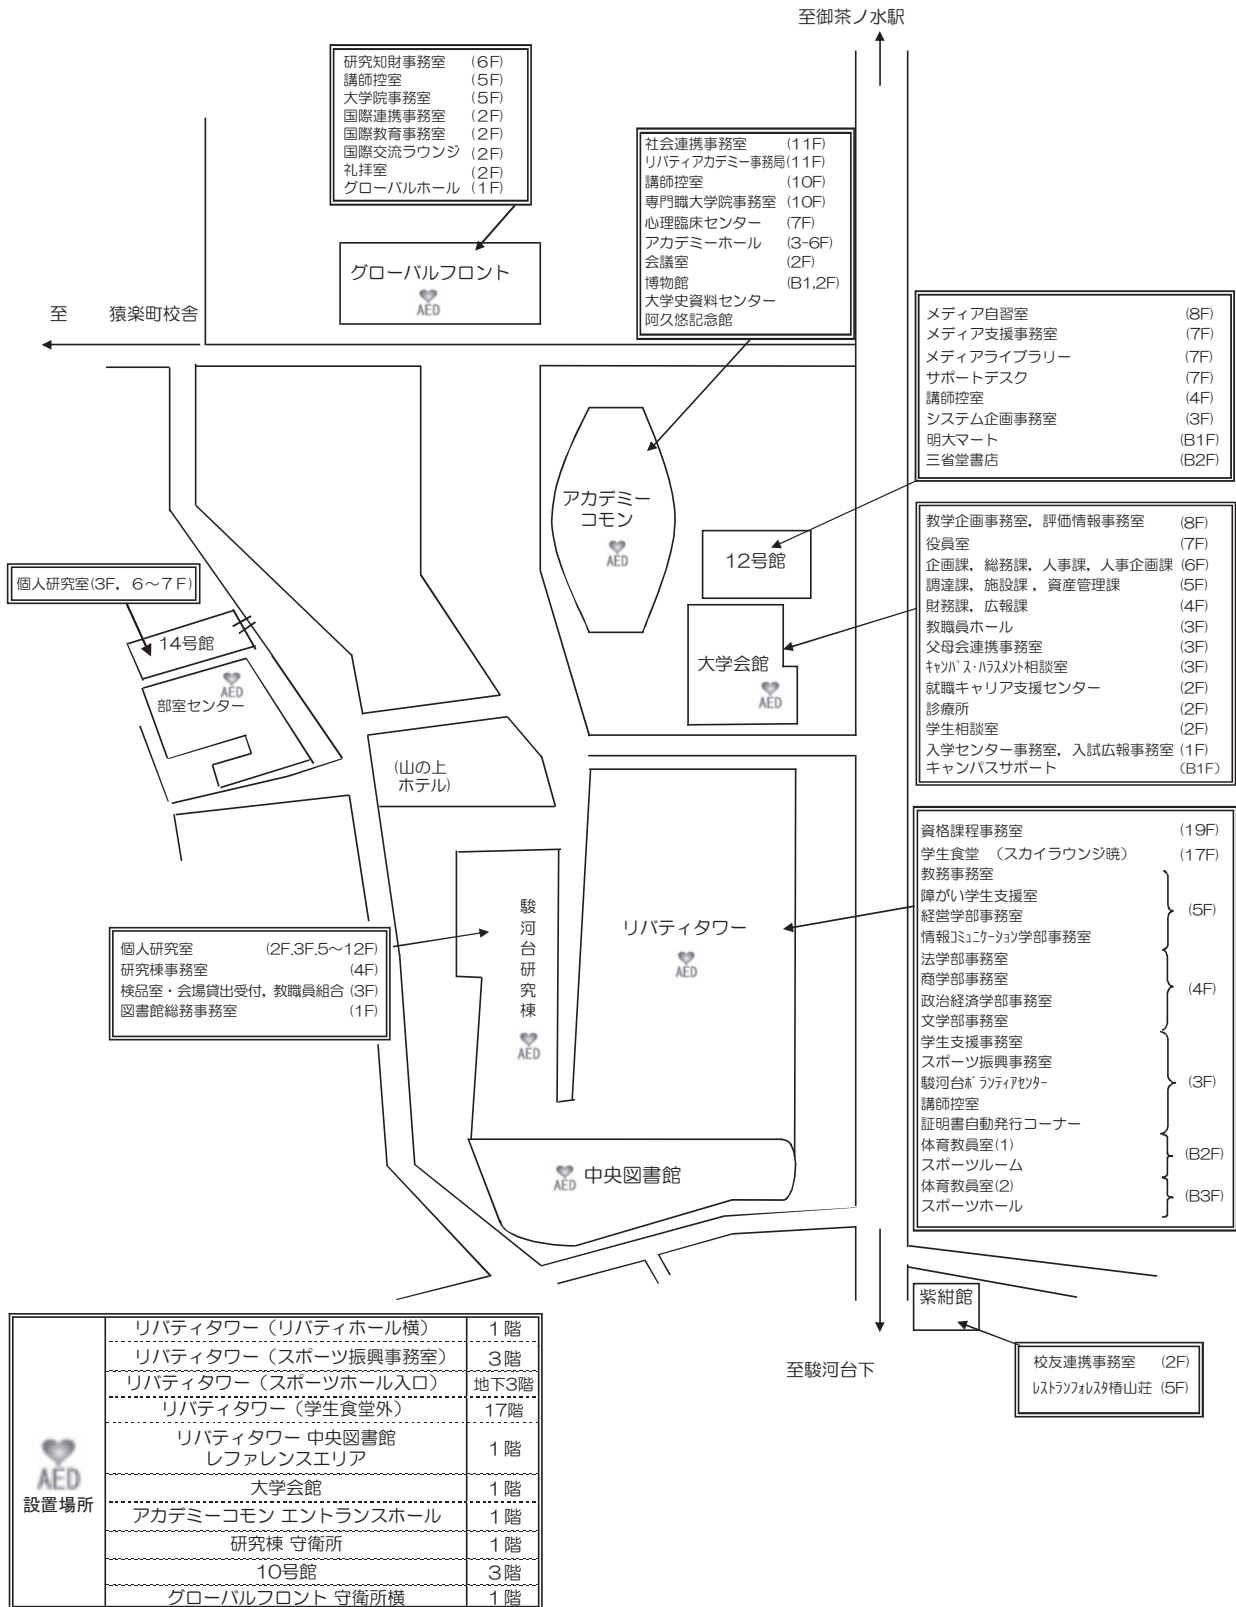 至御茶ノ水駅
研究知財事務室 (6F)
講師控室 (5F)
大学院事務室 (5F)
国際連携事務室 (2F)
国際教育事務室 (2F)
国際交流ラウンジ (2F)
礼拝室 (2F)
グローバルホール (1F)
社会連携事務室 (11F)
リバティアカデミー事務局(11F)
講師控室 (10F)
専門職大学院事務室 (10F)
心理臨床センター (7F)
アカデミーホール (3-6F)
会議室 (2F)
博物館 (B1,2F)
大学史資料センター
阿久悠記念館
グローバルフロント
AED
至 猿楽町校舎
メディア自習室 (8F)
メディア支援事務室 (7F)
メディアライブラリー (7F)
サポートデスク (7F)
講師控室 (4F)
システム企画事務室 (3F)
明大マート (B1F)
三省堂書店 (B2F)
アカデミー
コモン
AED
12号館
教学企画事務室，評価情報事務室 (8F)
役員室 (7F)
企画課，総務課，人事課，人事企画課 (6F)
調達課，施設課，資産管理課 (5F)
財務課，広報課 (4F)
教職員ホール (3F)
父母会連携事務室 (3F)
ｷｬﾝﾊﾟｽ･ﾊﾗｽﾒﾝﾄ相談室 (3F)
就職キャリア支援センター (2F)
診療所 (2F)
学生相談室 (2F)
入学センター事務室，入試広報事務室 (1F)
キャンパスサポート (B1F)
個人研究室(3F，6～7F)
14号館
AED
部室センター
大学会館
AED
(山の上
ホテル)
資格課程事務室 (19F)
学生食堂 （スカイラウンジ暁） (17F)
教務事務室
障がい学生支援室
経営学部事務室
情報ｺﾐｭﾆｹｰｼｮﾝ学部事務室
(5F)
法学部事務室
商学部事務室
政治経済学部事務室
文学部事務室
(4F)
学生支援事務室
スポーツ振興事務室
駿河台ﾎﾞﾗﾝﾃｨｱｾﾝﾀｰ
講師控室
証明書自動発行コーナー
(3F)
体育教員室(1)
スポーツルーム
(B2F)
体育教員室(2)
スポーツホール
(B3F)
駿河台研究棟
AED
リバティタワー
AED
個人研究室 (2F.3F.5～12F)
研究棟事務室 (4F)
検品室・会場貸出受付，教職員組合 (3F)
図書館総務事務室 (1F)
AED
中央図書館
紫紺館
至駿河台下
校友連携事務室 (2F)
ﾚｽﾄﾗﾝﾌｫﾚｽﾀ椿山荘 (5F)
AED
設置場所
リバティタワー（リバティホール横） 1階
リバティタワー（スポーツ振興事務室） 3階
リバティタワー（スポーツホール入口） 地下3階
リバティタワー（学生食堂外） 17階
リバティタワー 中央図書館
レファレンスエリア 1階
大学会館 1階
アカデミーコモン エントランスホール 1階
研究棟 守衛所 1階
10号館 3階
グローバルフロント 守衛所横 1階